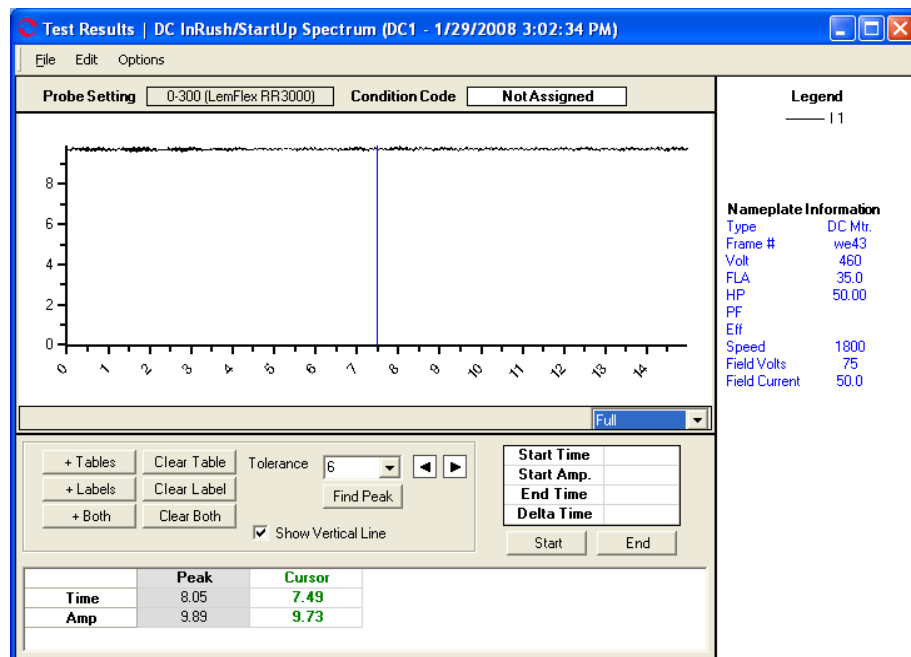 Test Results | DC InRush/StartUp Spectrum (DC1 - 1/29/2008 3:02:34 PM)
File Edit Options
Probe Setting 0-300 (LemFlex RR3000) Condition Code Not Assigned
Legend
I 1
8
6
4
2
0
0 1 2 3 4 5 6 7 8 9 10 11 12 13 14
Nameplate Information
Type DC Mtr.
Frame # we43
Volt 460
FLA 35.0
HP 50.00
PF
Eff
Speed 1800
Field Volts 75
Field Current 50.0
Full
+ Tables Clear Table Tolerance 6
+ Labels Clear Label Find Peak
+ Both Clear Both Show Vertical Line
Start Time
Start Amp.
End Time
Delta Time
Start End
Peak Cursor
Time 8.05 7.49
Amp 9.89 9.73